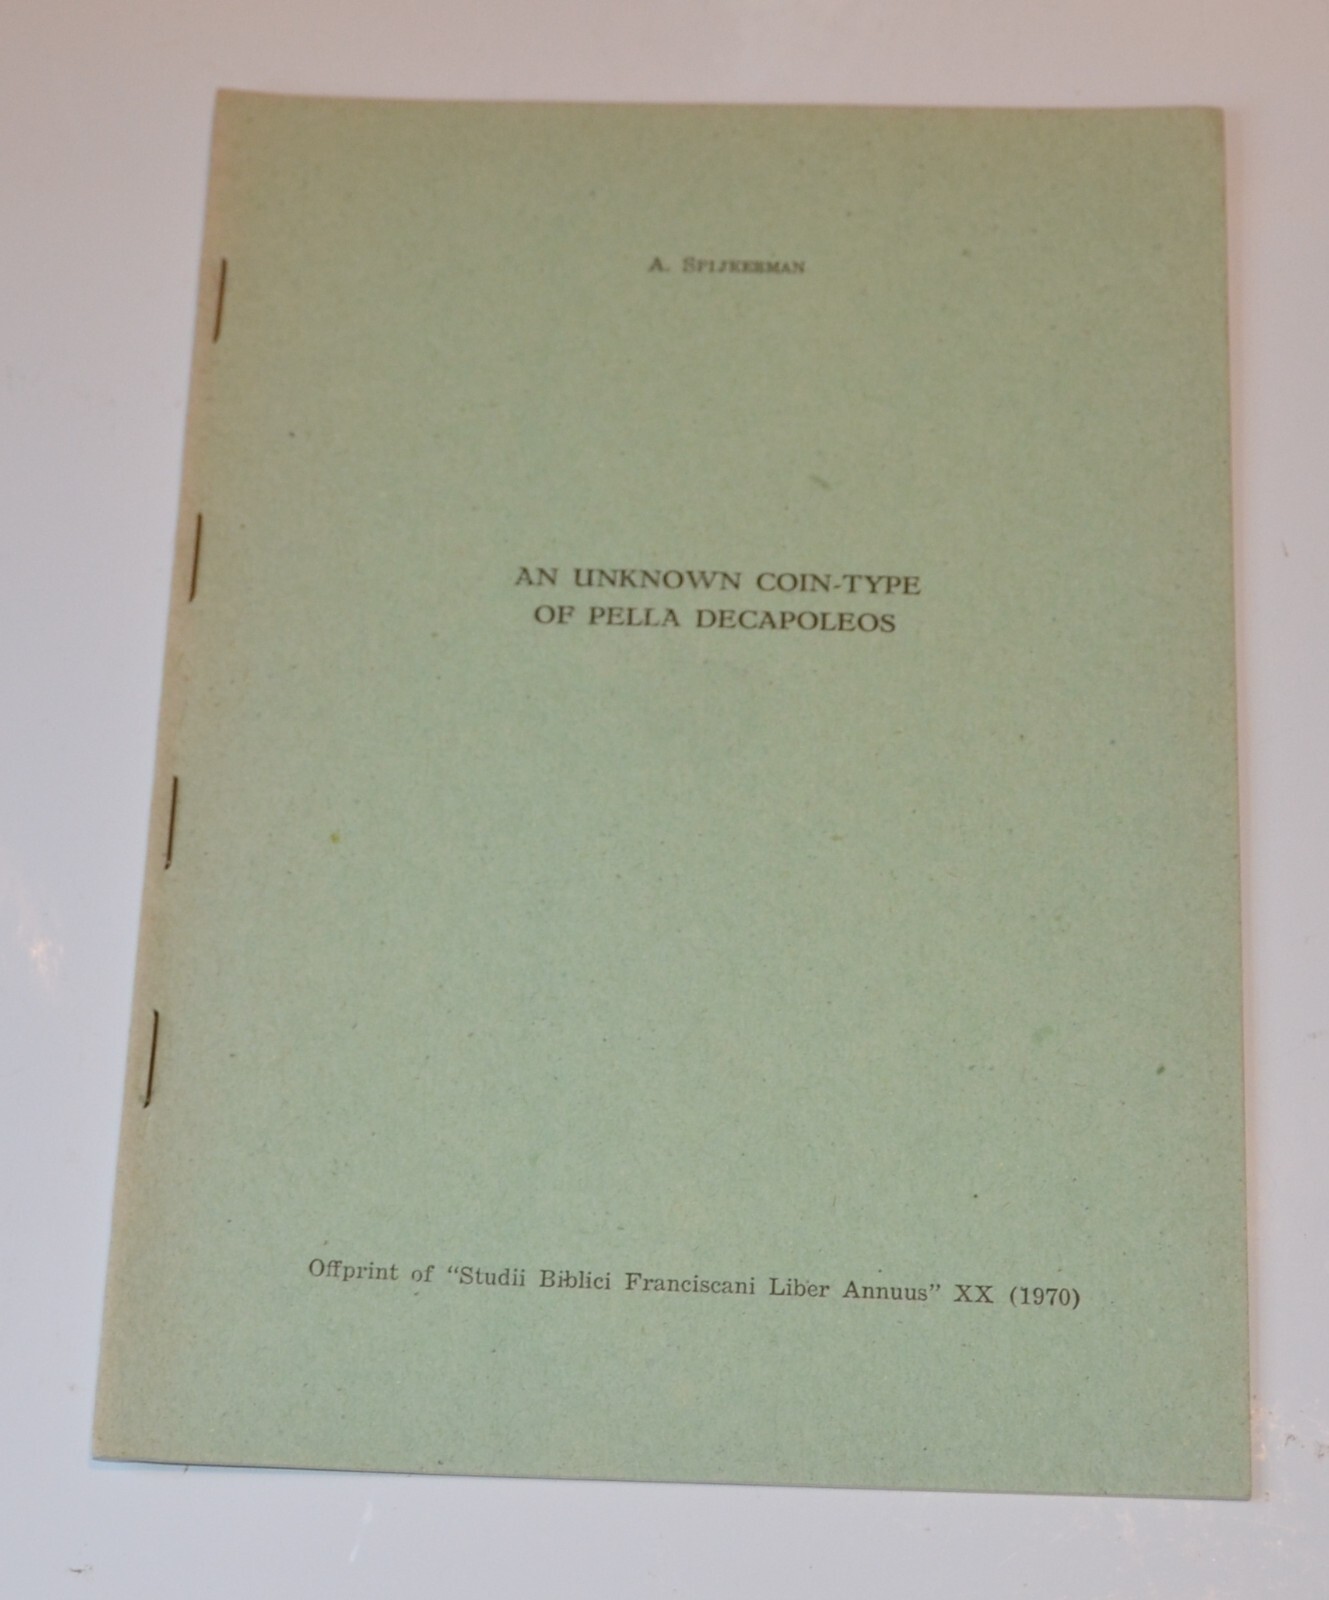 A. SPIJKERMAN
AN UNKNOWN COIN-TYPE
OF PELLA DECAPOLEOS
Offprint of “Studii Biblici Franciscani Liber Annuus” XX (1970)